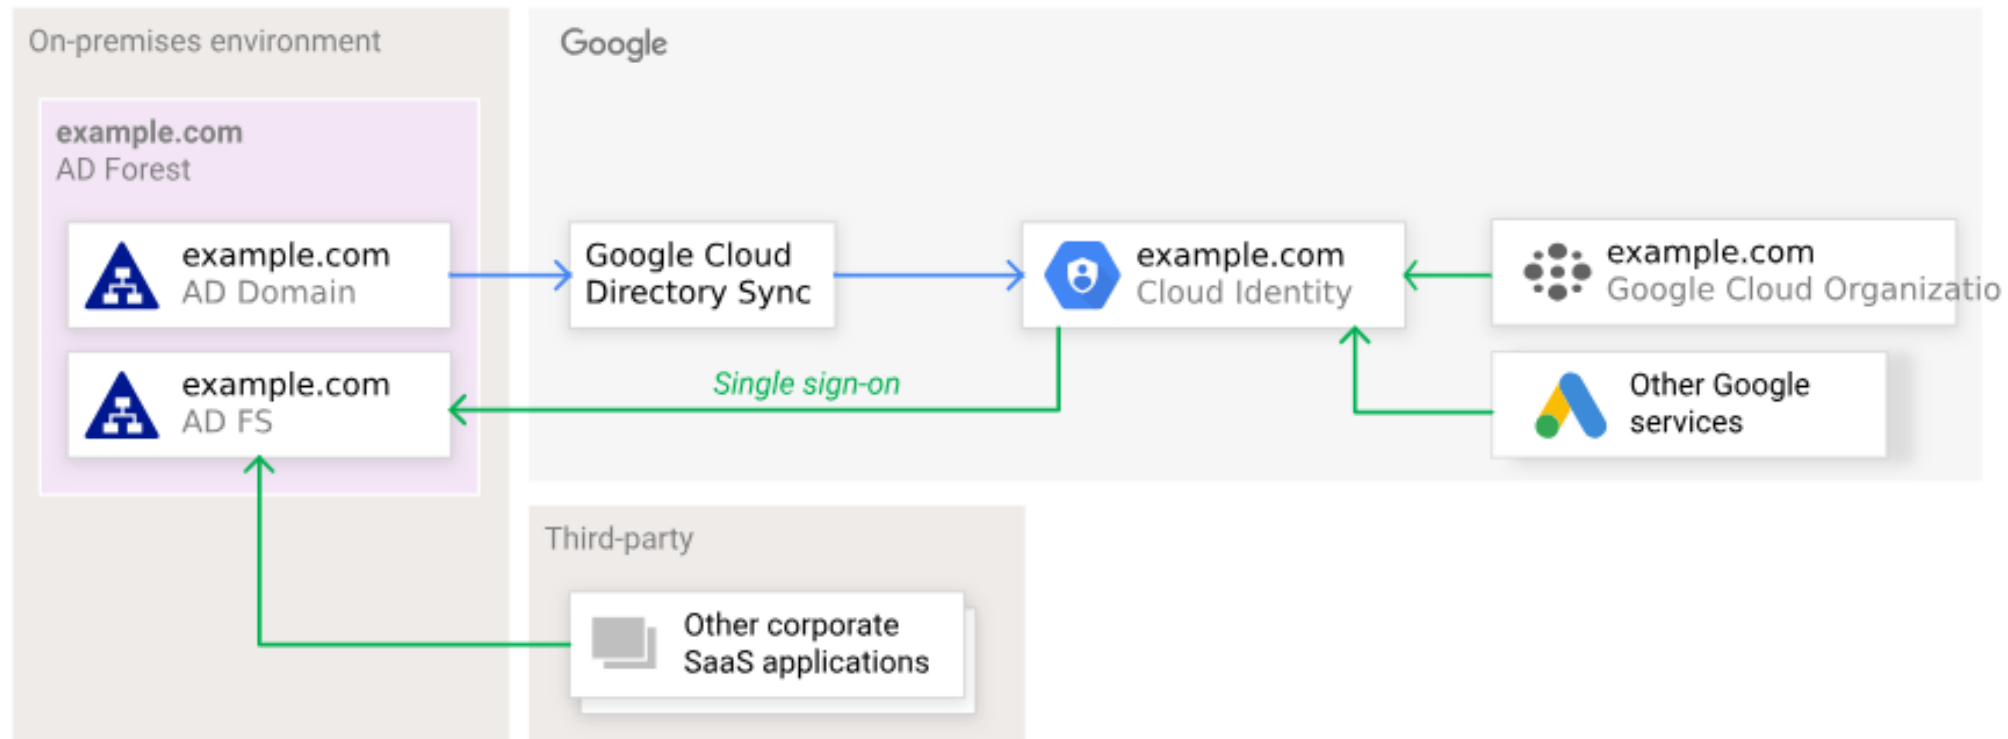 On-premises environment
example.com
AD Forest
example.com
AD Domain
example.com
AD FS
Google
Google Cloud
Directory Sync
example.com
Cloud Identity
example.com
Google Cloud Organizatio
Single sign-on
Other Google
services
Third-party
Other corporate
SaaS applications